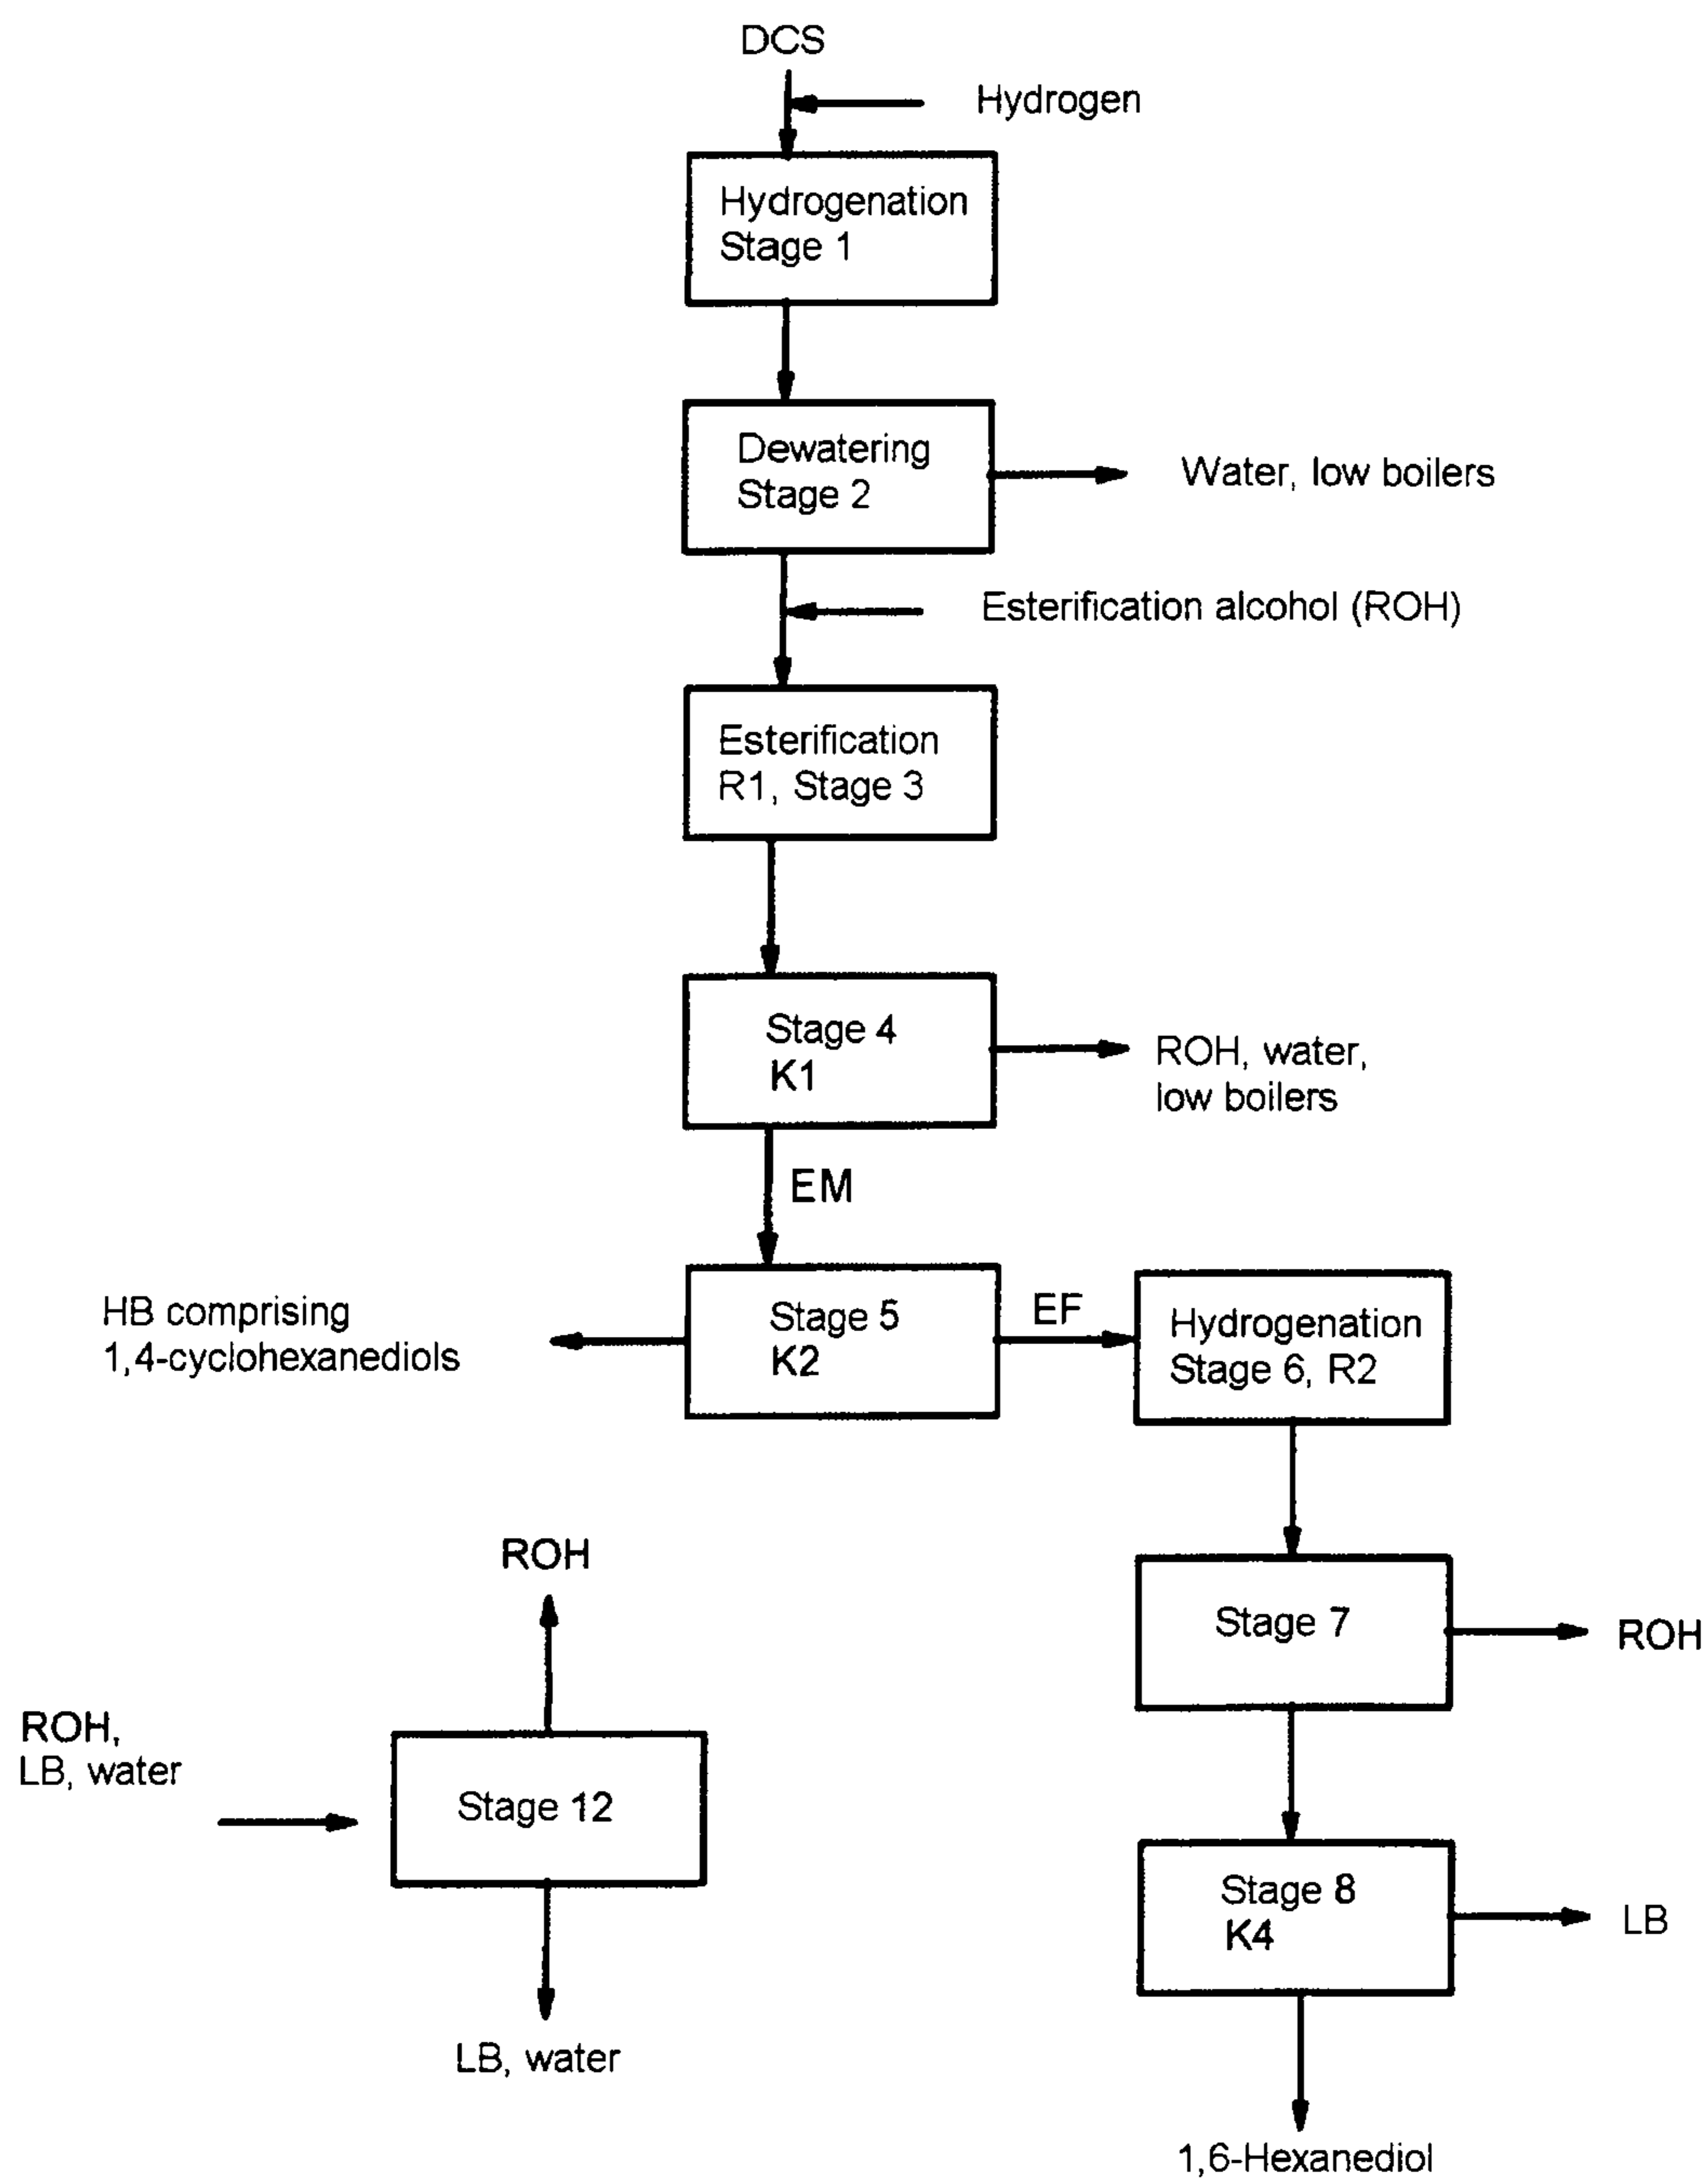 DCS
Hydrogen
Hydrogenation
Stage 1
Dewatering
Stage 2
Water, low boilers
Esterification alcohol (ROH)
Esterification
R1, Stage 3
Stage 4
K1
ROH, water,
low boilers
EM
HB comprising
1,4-cyclohexanediols
Stage 5
K2
EF
Hydrogenation
Stage 6, R2
ROH
Stage 7
ROH
ROH,
LB, water
Stage 12
Stage 8
K4
LB
LB, water
1,6-Hexanediol